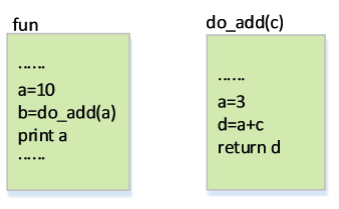 fun
......
a=10
b=do_add(a)
print a
......
do_add(c)
......
a=3
d=a+c
return d